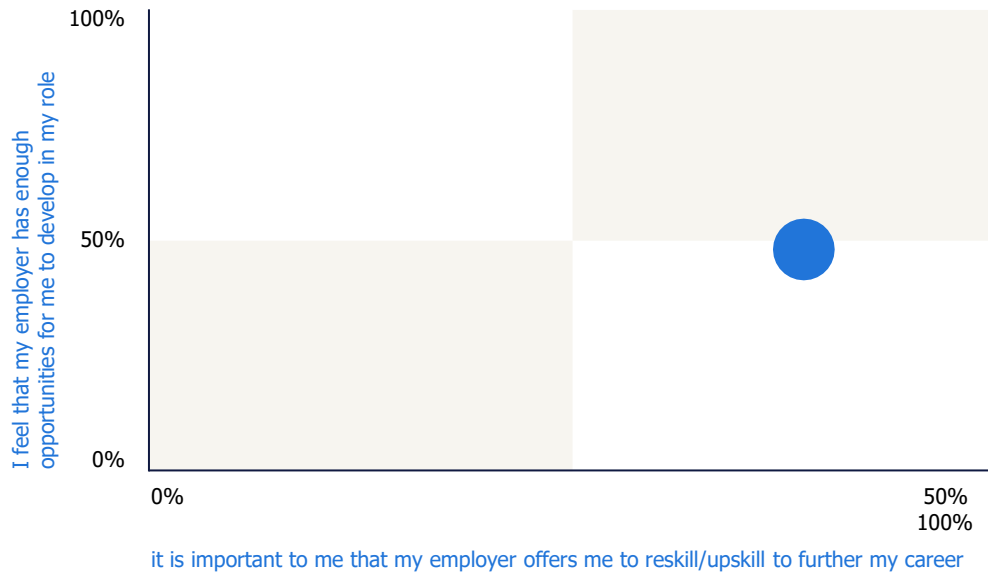 100%
I feel that my employer has enough
opportunities for me to develop in my role
50%
0%
0%
50%
100%
it is important to me that my employer offers me to reskill/upskill to further my career